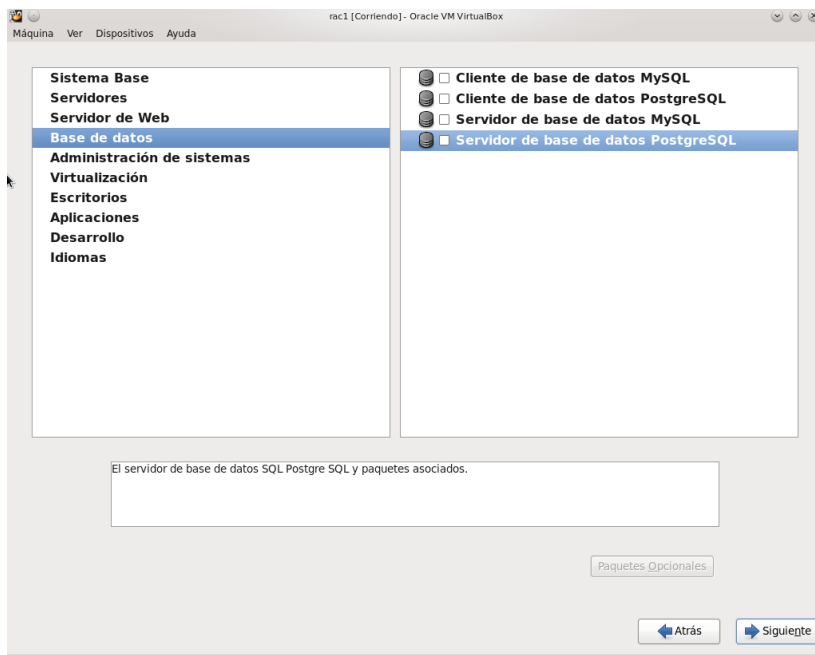 rac1 [Corriendo] - Oracle VM VirtualBox
Máquina Ver Dispositivos Ayuda
Sistema Base
Servidores
Servidor de Web
Base de datos
Administración de sistemas
Virtualización
Escritorios
Aplicaciones
Desarrollo
Idiomas
Cliente de base de datos MySQL
Cliente de base de datos PostgreSQL
Servidor de base de datos MySQL
Servidor de base de datos PostgreSQL
El servidor de base de datos SQL Postgre SQL y paquetes asociados.
Paquetes Opcionales
Atrás
Siguiente